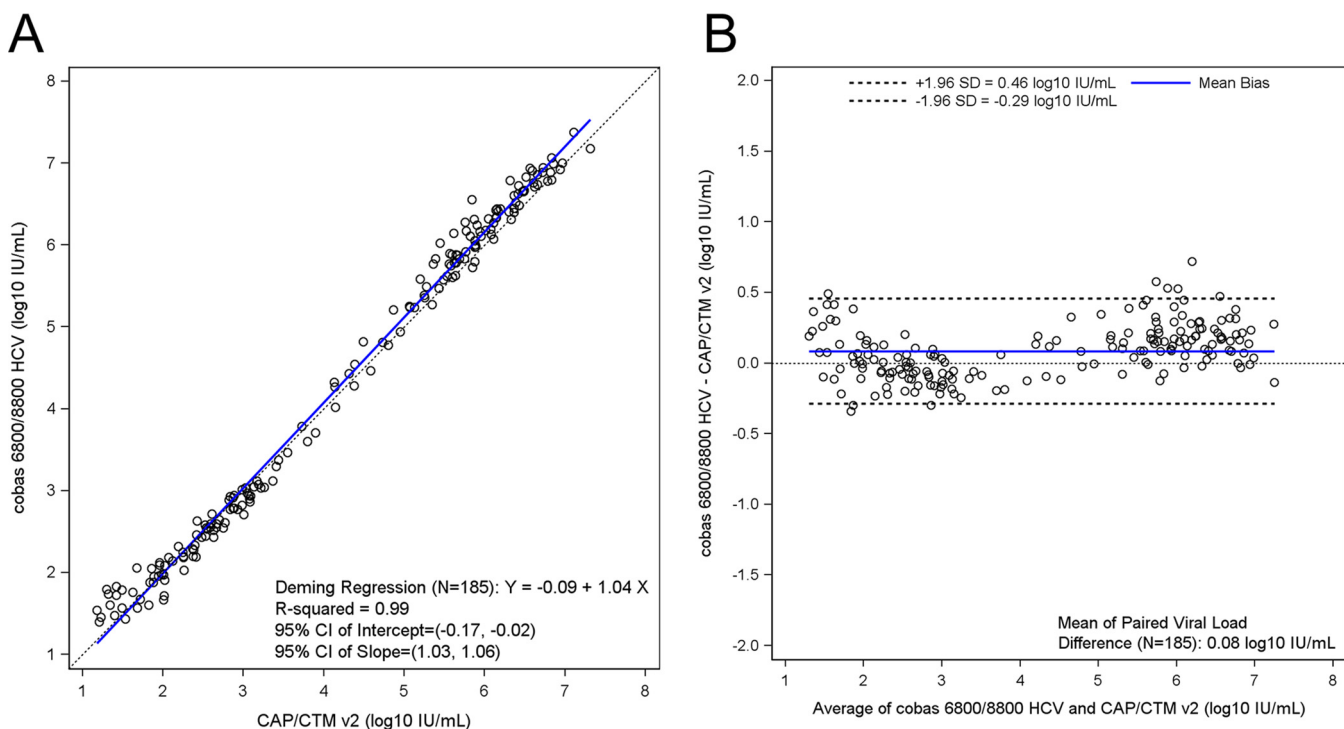 A
cobas 6800/8800 HCV (log10 IU/mL)
8
7
6
5
4
3
2
1
Deming Regression (N=185): Y = -0.09 + 1.04 X
R-squared = 0.99
95% CI of Intercept=(-0.17, -0.02)
95% CI of Slope=(1.03, 1.06)
1 2 3 4 5 6 7 8
CAP/CTM v2 (log10 IU/mL)
B
cobas 6800/8800 HCV - CAP/CTM v2 (log10 IU/mL)
+1.96 SD = 0.46 log10 IU/mL Mean Bias
-1.96 SD = -0.29 log10 IU/mL
2.0
1.5
1.0
0.5
0.0
-0.5
-1.0
-1.5
-2.0
Mean of Paired Viral Load
Difference (N=185): 0.08 log10 IU/mL
1 2 3 4 5 6 7 8
Average of cobas 6800/8800 HCV and CAP/CTM v2 (log10 IU/mL)